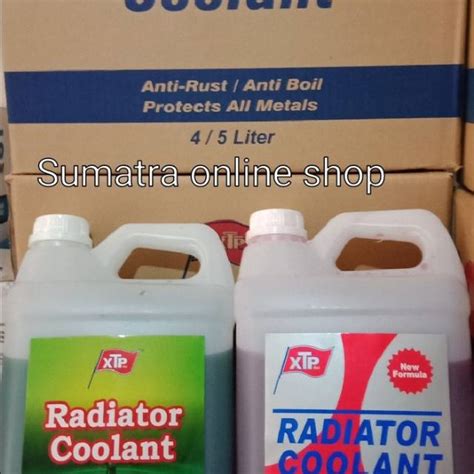 Coolant
Anti-Rust / Anti Boil
Protects All Metals
4 / 5 Liter
Sumatra online shop
XTP
XTP
Radiator
Coolant
XTP
New
Formula
RADIATOR
COOLANT